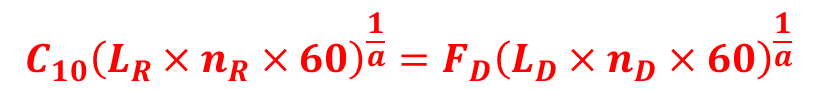 C₁₀(L_R × n_R × 60)^(1/a) = F_D(L_D × n_D × 60)^(1/a)